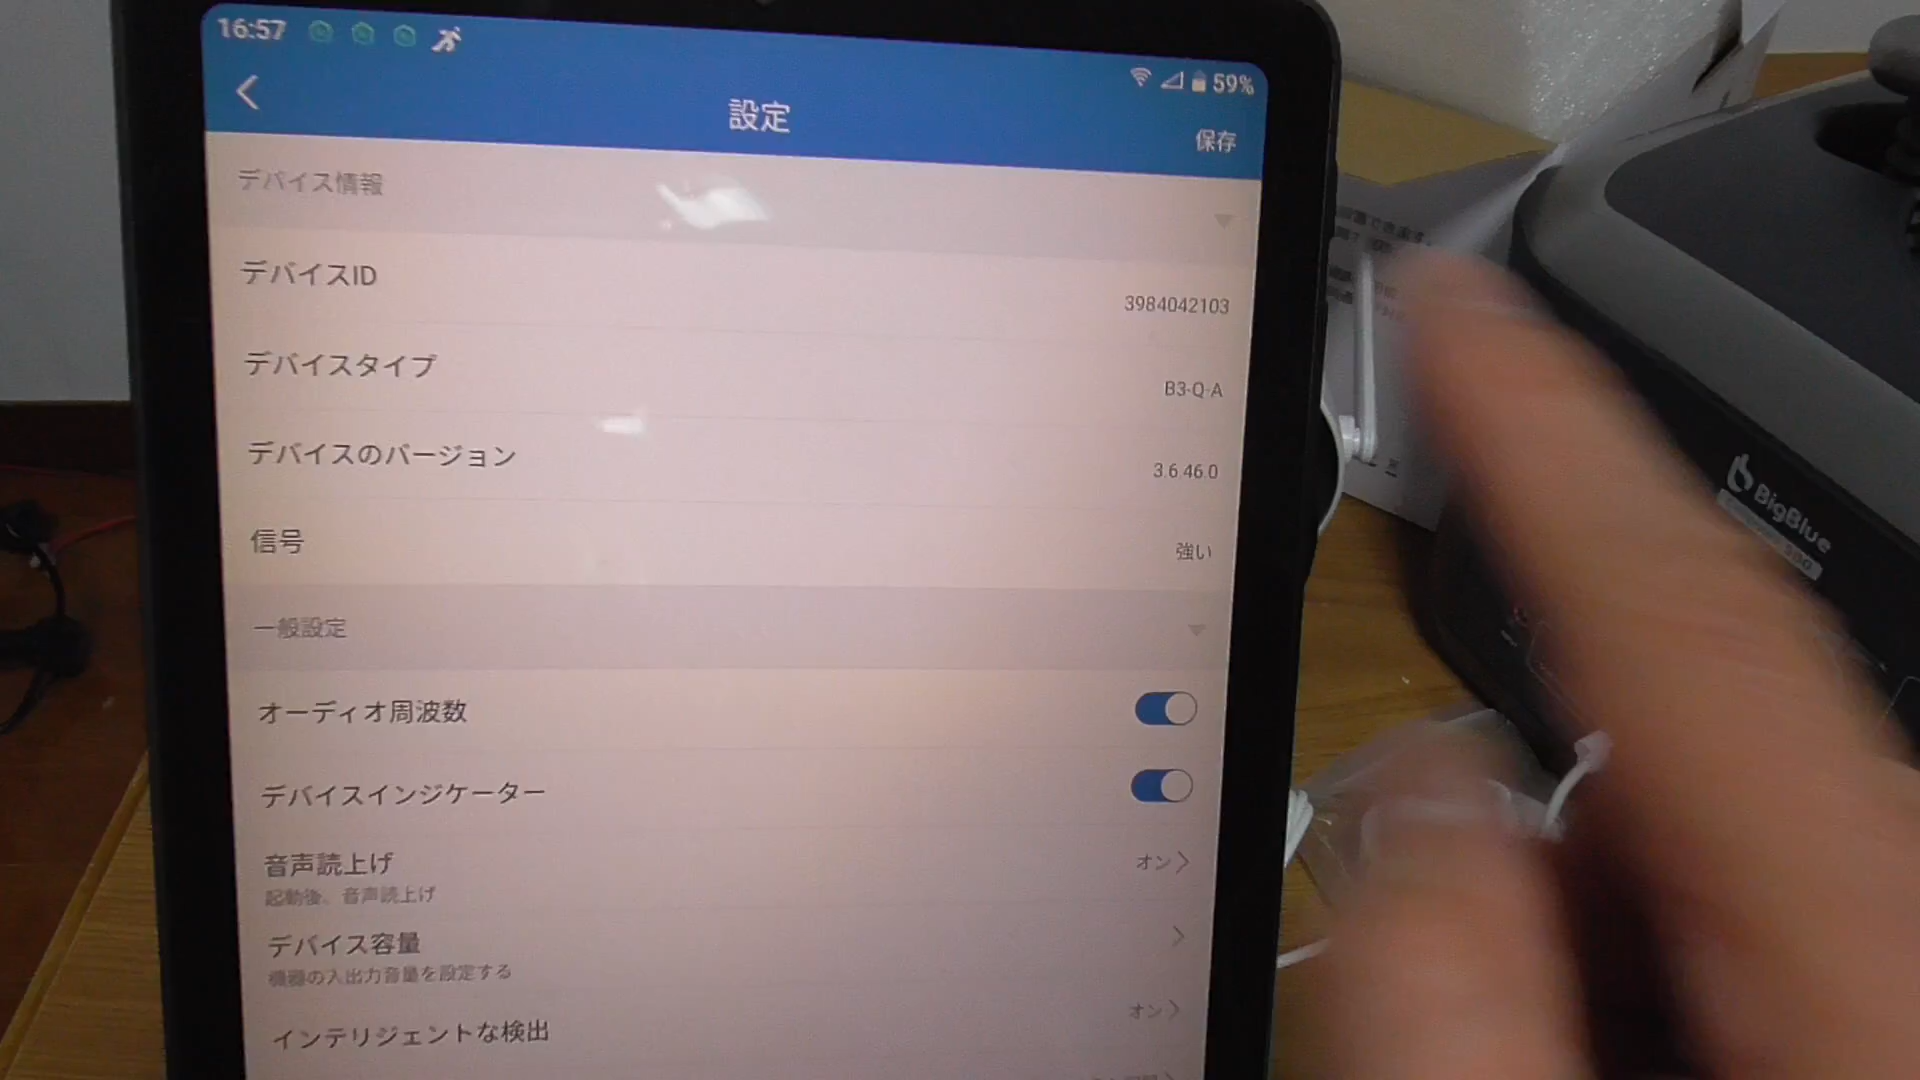 16:57
59%
設定
保存
デバイス情報
デバイスID
3984042103
デバイスタイプ
B3-Q-A
デバイスのバージョン
3.6.46.0
信号
強い
一般設定
オーディオ周波数
デバイスインジケーター
音声読上げ
オン
起動後、音声読上げ
デバイス容量
機器の入出力音量を設定する
インテリジェントな検出
オン
BigBlue